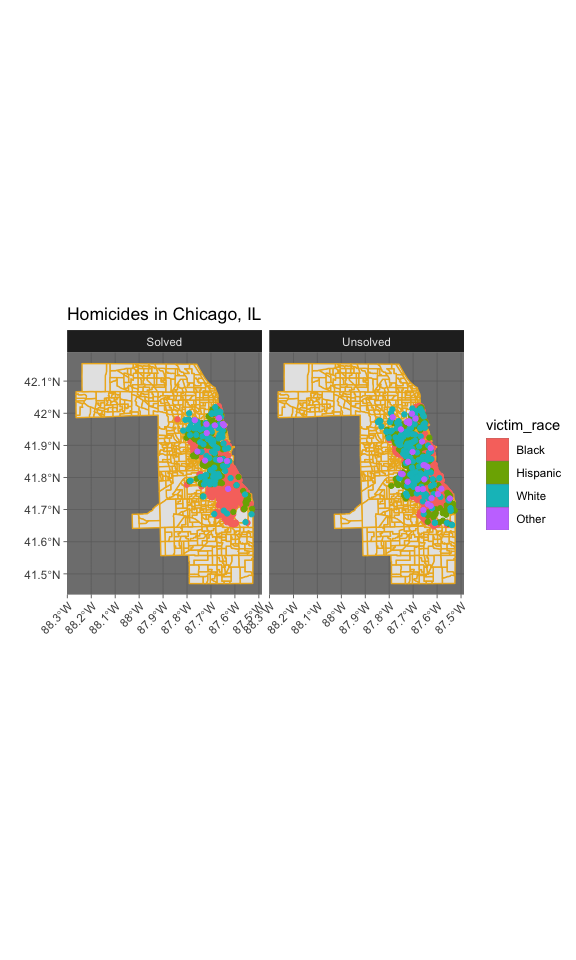 Homicides in Chicago, IL
Solved
Unsolved
42.1°N
42°N
41.9°N
41.8°N
41.7°N
41.6°N
41.5°N
88.3°W
88.2°W
88.1°W
88°W
87.9°W
87.8°W
87.7°W
87.6°W
87.5°W
88.3°W
88.2°W
88.1°W
88°W
87.9°W
87.8°W
87.7°W
87.6°W
87.5°W
victim_race
Black
Hispanic
White
Other